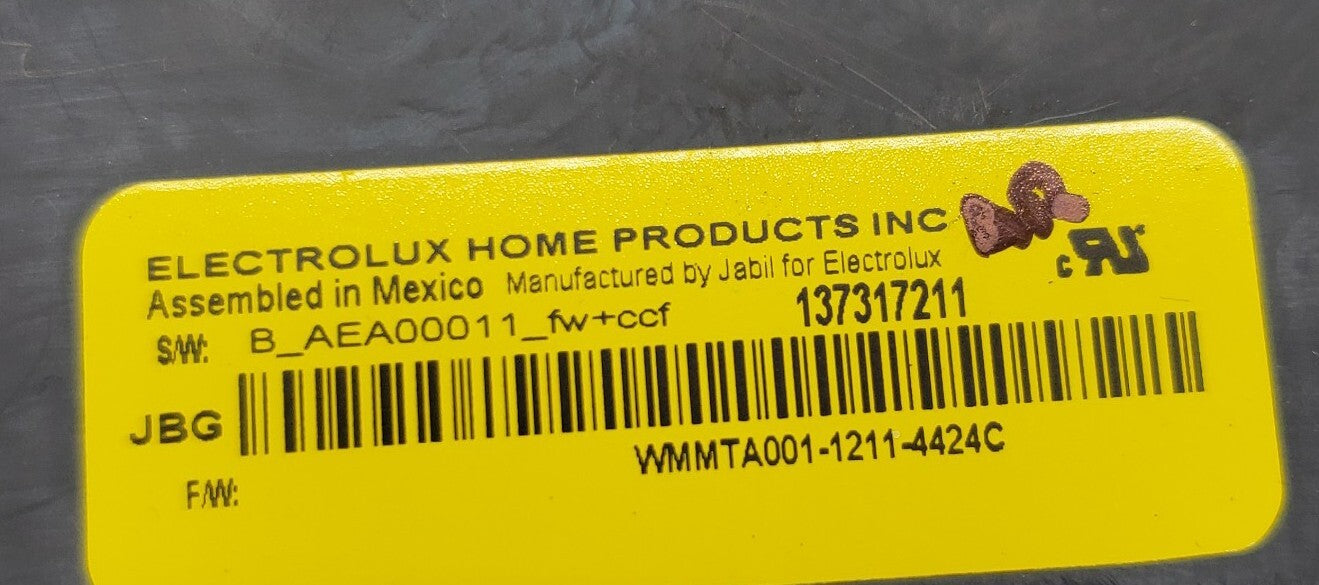 ELECTROLUX HOME PRODUCTS INC
Assembled in Mexico Manufactured by Jabil for Electrolux
S/W: B_AEA00011_fw+ccf 137317211
JBG
WMMTA001-1211-4424C
F/W: